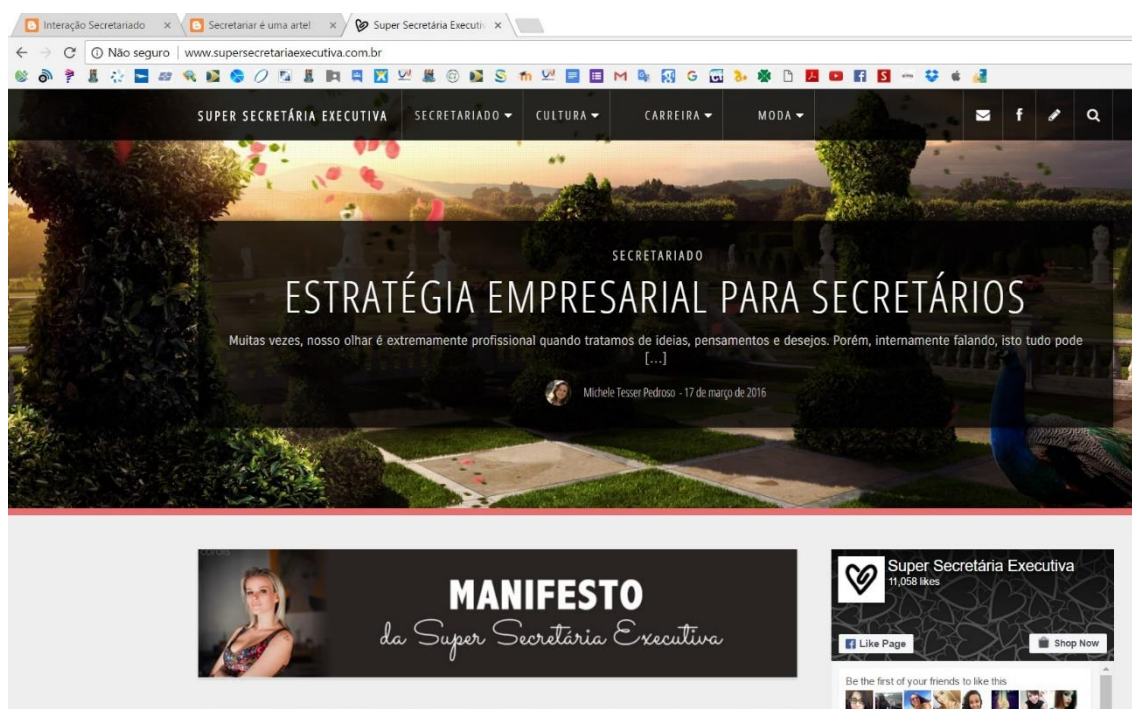 Interação Secretariado
Secretariar é uma arte!
Super Secretária Executiv
Não seguro | www.supersecretariaexecutiva.com.br
SUPER SECRETÁRIA EXECUTIVA SECRETARIADO CULTURA CARREIRA MODA
SECRETARIADO
ESTRATÉGIA EMPRESARIAL PARA SECRETÁRIOS
Muitas vezes, nosso olhar é extremamente profissional quando tratamos de ideias, pensamentos e desejos. Porém, internamente falando, isto tudo pode
[...]
Michele Tesser Pedroso - 17 de março de 2016
MANIFESTO
da Super Secretária Executiva
Super Secretária Executiva
11,058 likes
Like Page
Shop Now
Be the first of your friends to like this